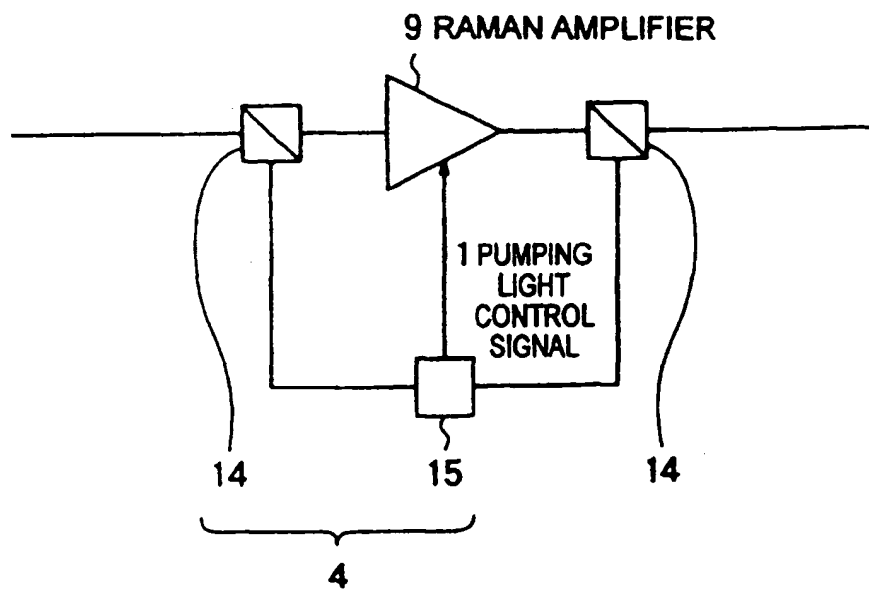 9 RAMAN AMPLIFIER
1 PUMPING
LIGHT
CONTROL
SIGNAL
14
15
14
4